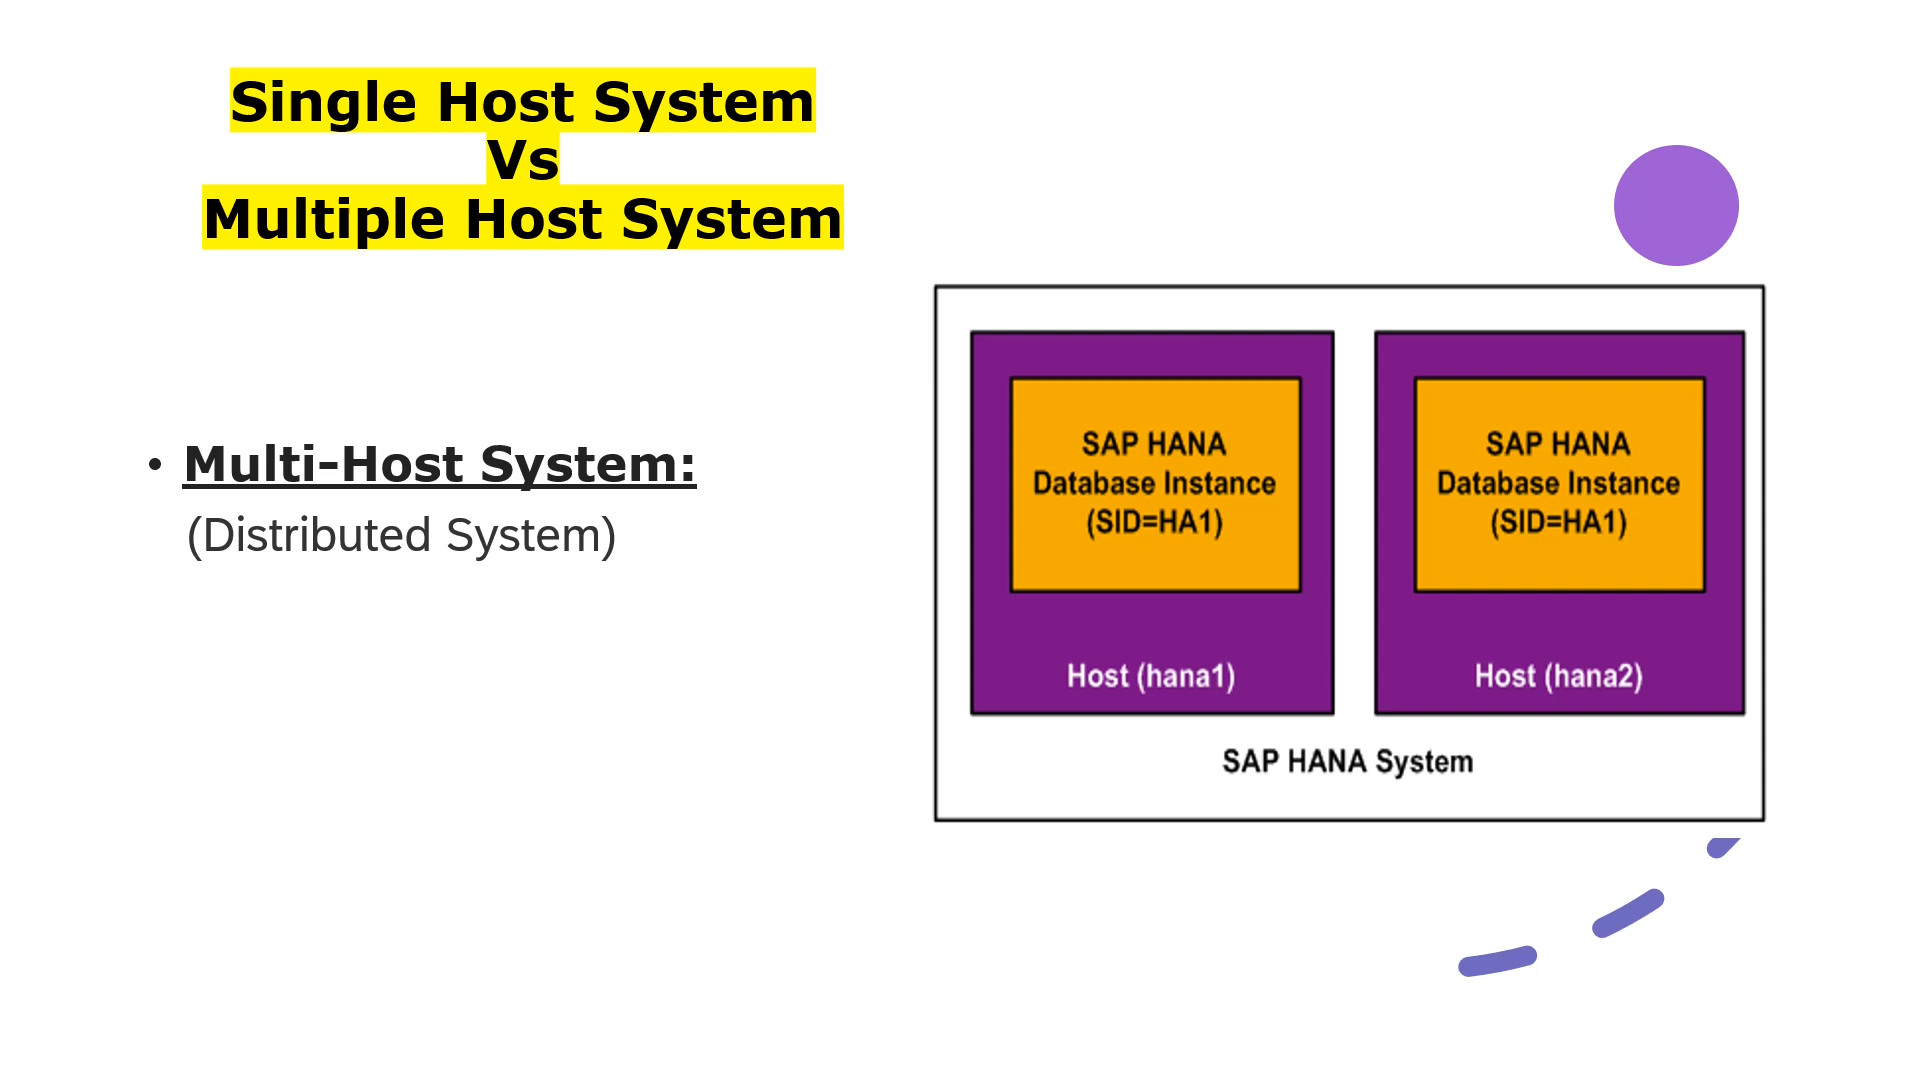 Single Host System
Vs
Multiple Host System
• Multi-Host System:
(Distributed System)
SAP HANA
Database Instance
(SID=HA1)
Host (hana1)
SAP HANA
Database Instance
(SID=HA1)
Host (hana2)
SAP HANA System